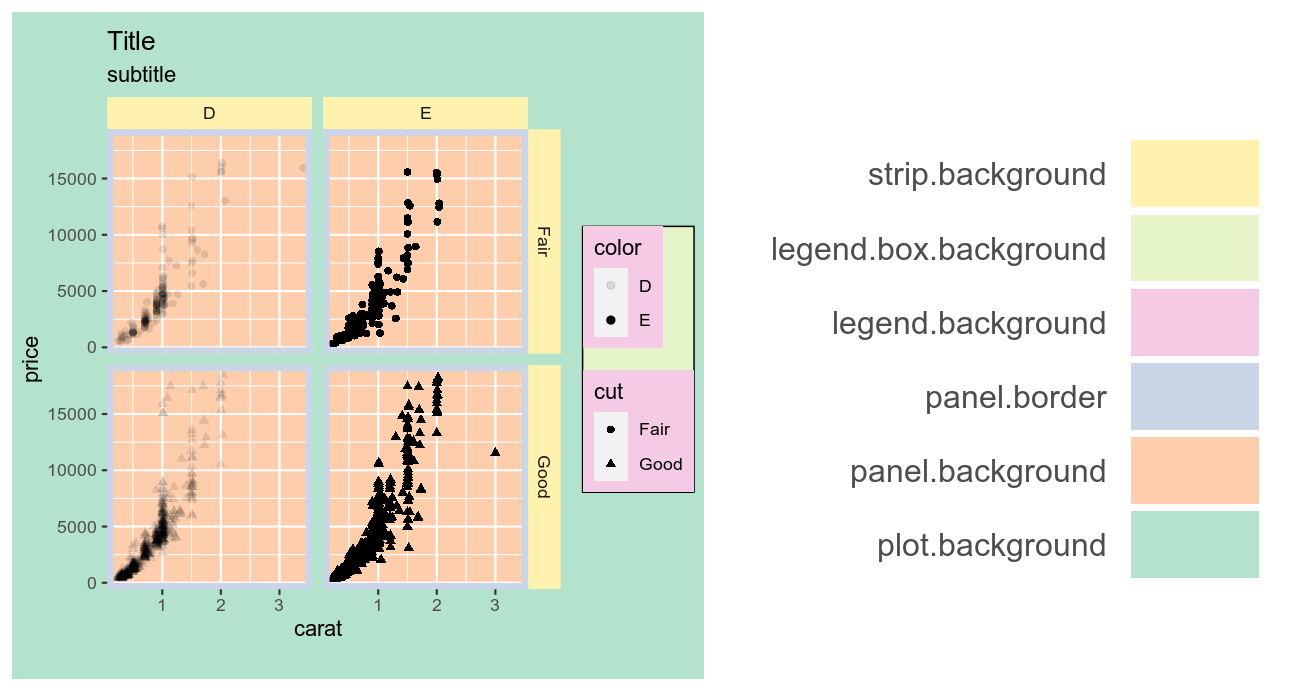 Title
subtitle
D
E
15000
10000
5000
0
Fair
15000
10000
5000
0
Good
1
2
3
1
2
3
price
carat
color
D
E
cut
Fair
Good
strip.background
legend.box.background
legend.background
panel.border
panel.background
plot.background